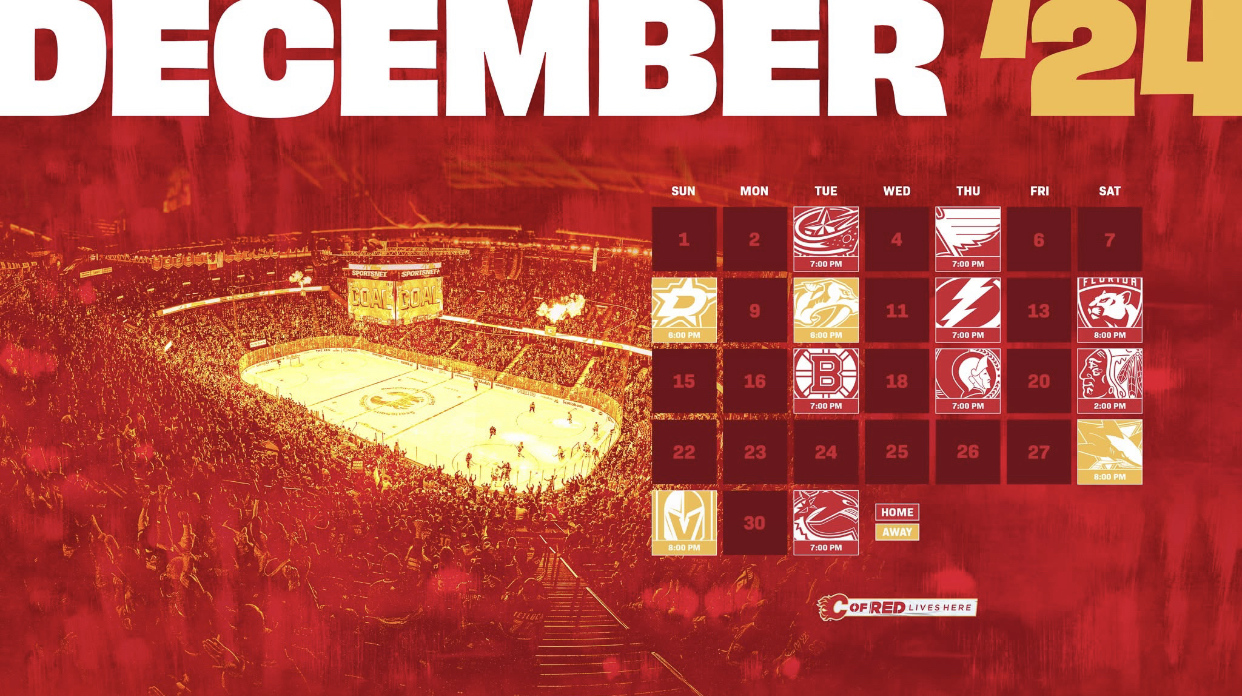 DECEMBER '24
SUN MON TUE WED THU FRI SAT
1 2 7:00 PM 4 7:00 PM 6 7
FLORIDA
8:00 PM 9 8:00 PM 11 7:00 PM 13 8:00 PM
15 16 B 18 20
7:00 PM 7:00 PM 2:00 PM
22 23 24 25 26 27 8:00 PM
8:00 PM 30 7:00 PM
HOME
AWAY
SPORTSNET SPORTSNET
GOAL GOAL
C OF RED LIVES HERE